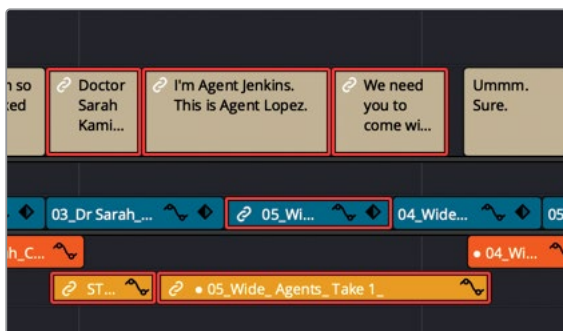 n so
ked
Doctor
Sarah
Kami...
I'm Agent Jenkins.
This is Agent Lopez.
We need
you to
come wi...
Ummm.
Sure.
03_Dr Sarah_...
05_Wi...
04_Wide...
05
h_C...
04_Wi...
ST...
05_Wide_ Agents_ Take 1_